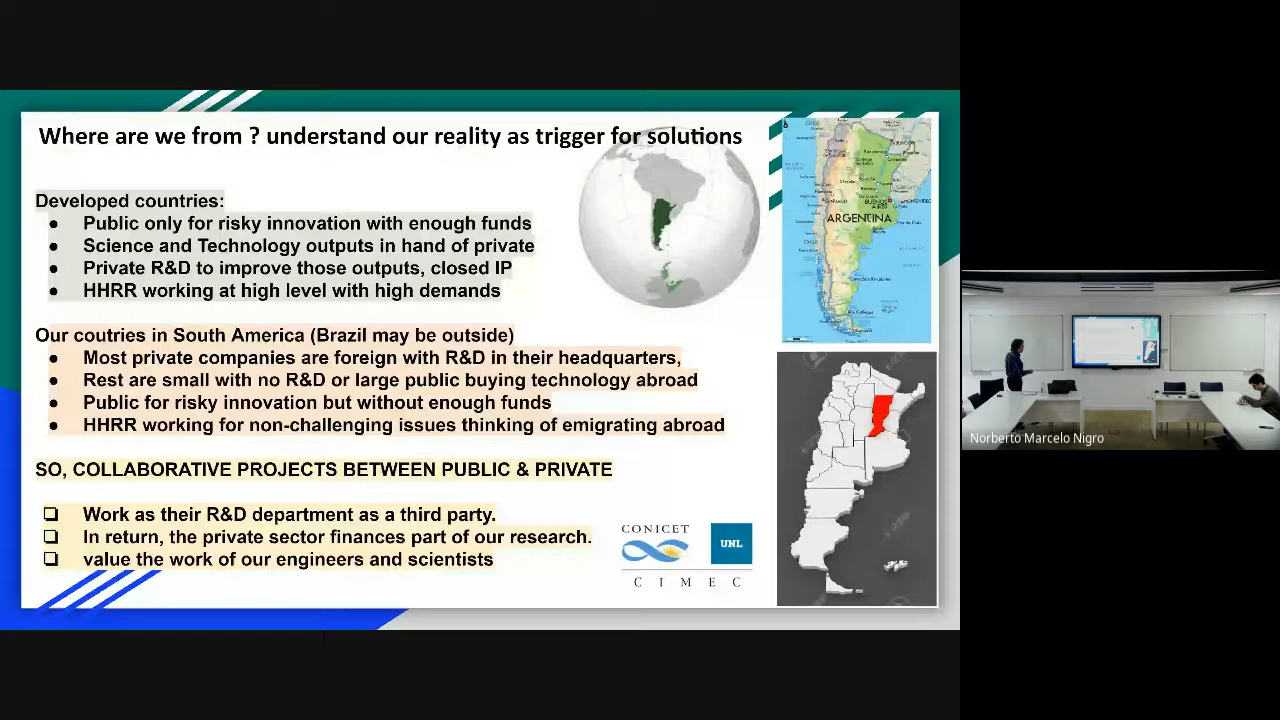 Where are we from ? understand our reality as trigger for solutions
Developed countries:
● Public only for risky innovation with enough funds
● Science and Technology outputs in hand of private
● Private R&D to improve those outputs, closed IP
● HHRR working at high level with high demands
Our coutries in South America (Brazil may be outside)
● Most private companies are foreign with R&D in their headquarters,
● Rest are small with no R&D or large public buying technology abroad
● Public for risky innovation but without enough funds
● HHRR working for non-challenging issues thinking of emigrating abroad
SO, COLLABORATIVE PROJECTS BETWEEN PUBLIC & PRIVATE
❏ Work as their R&D department as a third party.
❏ In return, the private sector finances part of our research.
❏ value the work of our engineers and scientists
CONICET
UNL
CIMEC
ARGENTINA
Norberto Marcelo Nigro